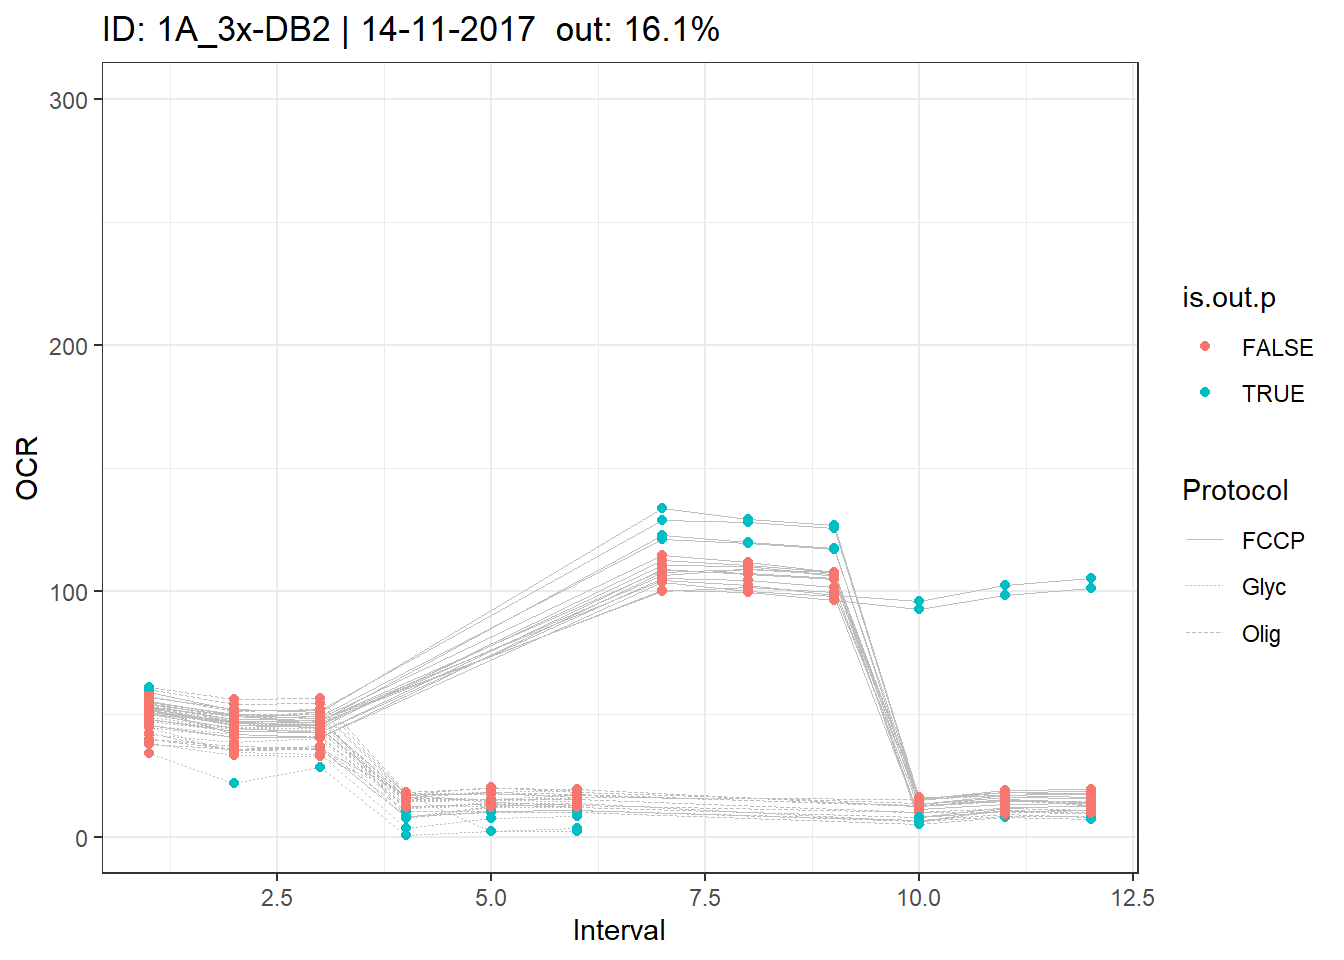 ID: 1A_3x-DB2 | 14-11-2017  out: 16.1%
300
200
100
0
OCR
2.5
5.0
7.5
10.0
12.5
Interval
is.out.p
FALSE
TRUE
Protocol
FCCP
Glyc
Olig